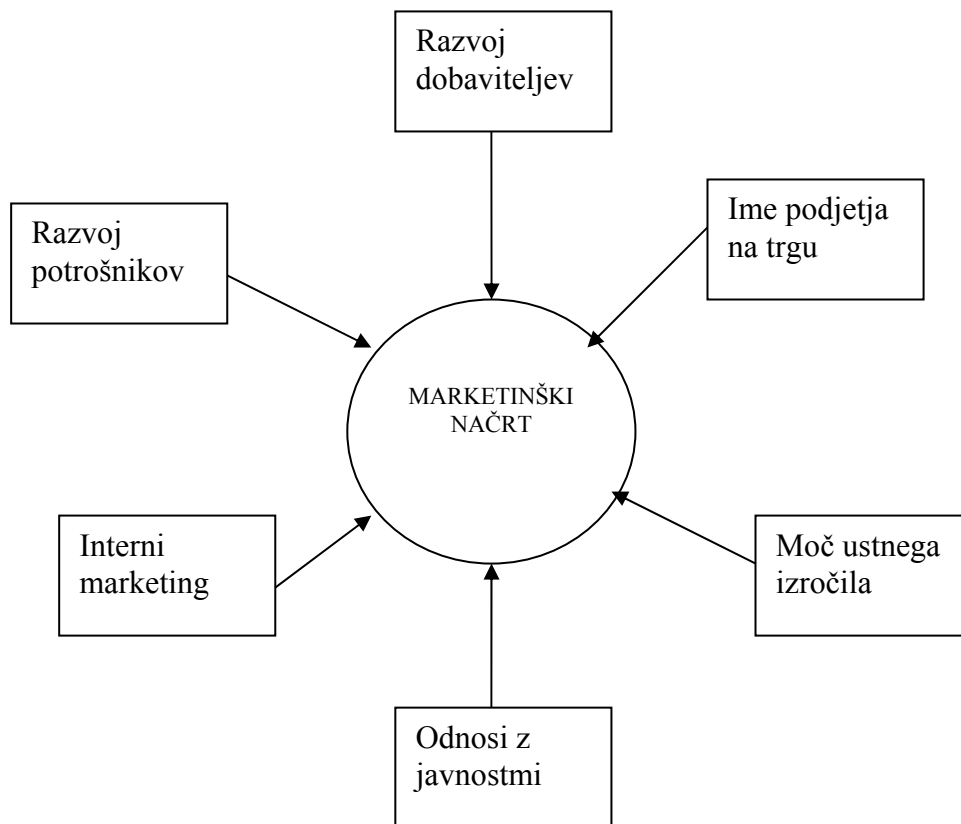 Razvoj
dobaviteljev
Ime podjetja
na trgu
Razvoj
potrošnikov
MARKETINŠKI
NAČRT
Interni
marketing
Moč ustnega
izročila
Odnosi z
javnostmi